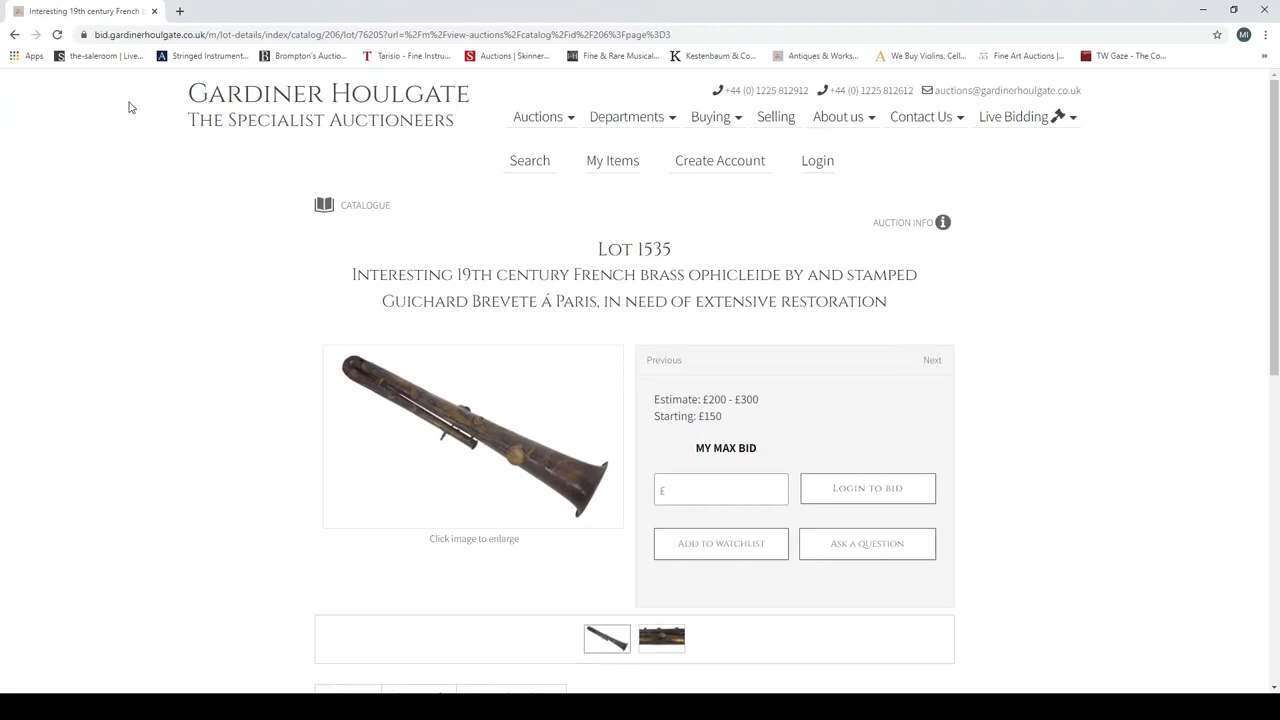 Interesting 19th century French b
bid.gardinerhoulgate.co.uk/m/lot-details/index/catalog/206/lot/76205?url=%2Fm%2Fview-auctions%2Fcatalog%2Fid%2F206%3Fpage%3D3
MI
Apps the-saleroom | Live... Stringed Instrument... Brompton's Auction... Tarisio - Fine Instru... Auctions | Skinner... Fine & Rare Musical... Kestenbaum & Com... Antiques & Works... We Buy Violins, Cell... Fine Art Auctions |... TW Gaze - The Co...
GARDINER HOULGATE
THE SPECIALIST AUCTIONEERS
+44 (0) 1225 812912 +44 (0) 1225 812612 auctions@gardinerhoulgate.co.uk
Auctions Departments Buying Selling About us Contact Us Live Bidding
Search My Items Create Account Login
CATALOGUE
AUCTION INFO
LOT 1535
INTERESTING 19TH CENTURY FRENCH BRASS OPHICLEIDE BY AND STAMPED
GUICHARD BREVETE Á PARIS, IN NEED OF EXTENSIVE RESTORATION
Previous Next
Estimate: £200 - £300
Starting: £150
MY MAX BID
£
LOGIN TO BID
ADD TO WATCHLIST ASK A QUESTION
Click image to enlarge